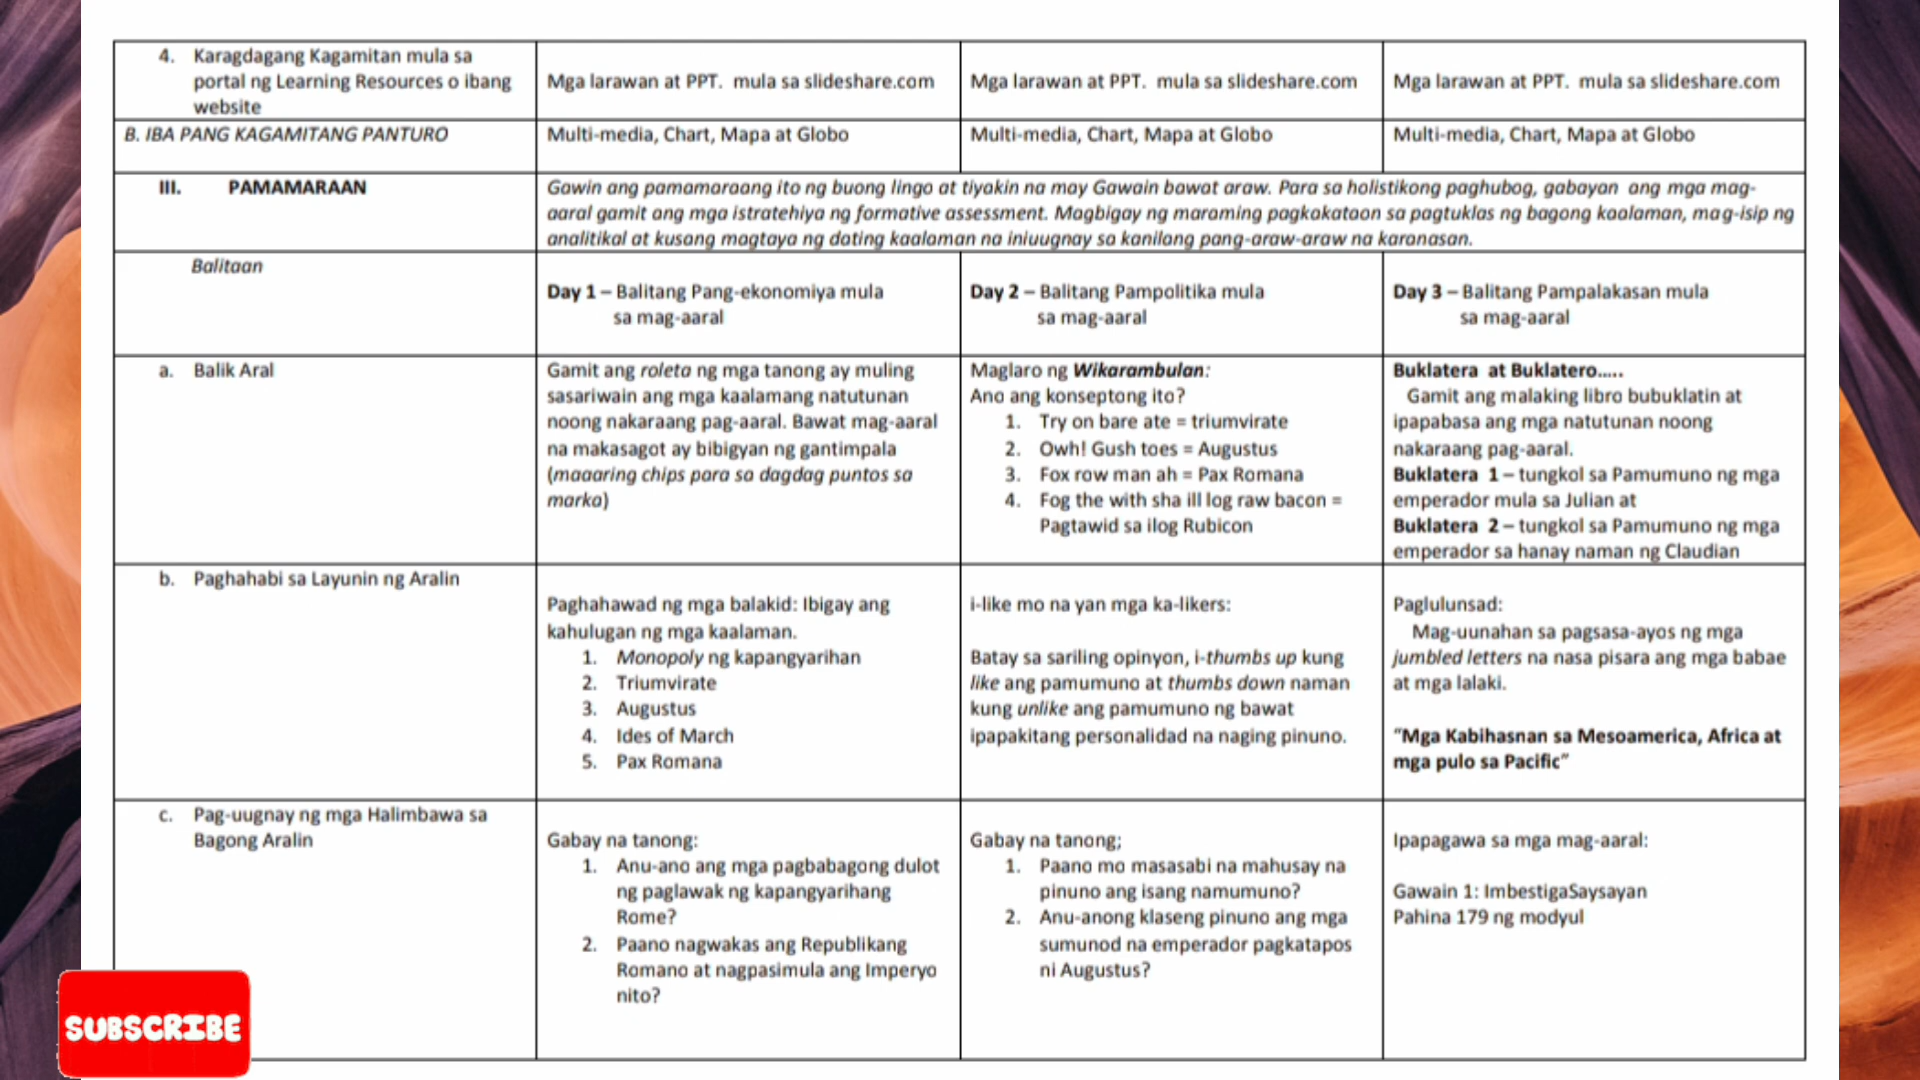 4. Karagdagang Kagamitan mula sa
portal ng Learning Resources o ibang
website
Mga larawan at PPT. mula sa slideshare.com
Mga larawan at PPT. mula sa slideshare.com
Mga larawan at PPT. mula sa slideshare.com
B. IBA PANG KAGAMITANG PANTURO
Multi-media, Chart, Mapa at Globo
Multi-media, Chart, Mapa at Globo
Multi-media, Chart, Mapa at Globo
III. PAMAMARAAN
Gawin ang pamamaraang ito ng buong lingo at tiyakin na may Gawain bawat araw. Para sa holistikong paghubog, gabayan ang mga mag-
aaral gamit ang mga istratehiya ng formative assessment. Magbigay ng maraming pagkakataon sa pagtuklas ng bagong kaalaman, mag-isip ng
analitikal at kusang magtaya ng dating kaalaman na iniuugnay sa kanilang pang-araw-araw na karanasan.
Balitaan
Day 1 – Balitang Pang-ekonomiya mula
sa mag-aaral
Day 2 – Balitang Pampolitika mula
sa mag-aaral
Day 3 – Balitang Pampalakasan mula
sa mag-aaral
a. Balik Aral
Gamit ang roleta ng mga tanong ay muling
sasariwain ang mga kaalamang natutunan
noong nakaraang pag-aaral. Bawat mag-aaral
na makasagot ay bibigyan ng gantimpala
(maaaring chips para sa dagdag puntos sa
marka)
Maglaro ng Wikarambulan:
Ano ang konseptong ito?
1. Try on bare ate = triumvirate
2. Owh! Gush toes = Augustus
3. Fox row man ah = Pax Romana
4. Fog the with sha ill log raw bacon =
Pagtawid sa ilog Rubicon
Buklatera at Buklatero.....
Gamit ang malaking libro bubuklatin at
ipapabasa ang mga natutunan noong
nakaraang pag-aaral.
Buklatera 1 – tungkol sa Pamumuno ng mga
emperador mula sa Julian at
Buklatera 2 – tungkol sa Pamumuno ng mga
emperador sa hanay naman ng Claudian
b. Paghahabi sa Layunin ng Aralin
Paghahawad ng mga balakid: Ibigay ang
kahulugan ng mga kaalaman.
1. Monopoly ng kapangyarihan
2. Triumvirate
3. Augustus
4. Ides of March
5. Pax Romana
i-like mo na yan mga ka-likers:
Batay sa sariling opinyon, i-thumbs up kung
like ang pamumuno at thumbs down naman
kung unlike ang pamumuno ng bawat
ipapakitang personalidad na naging pinuno.
Paglulunsad:
Mag-uunahan sa pagsasa-ayos ng mga
jumbled letters na nasa pisara ang mga babae
at mga lalaki.
"Mga Kabihasnan sa Mesoamerica, Africa at
mga pulo sa Pacific"
c. Pag-uugnay ng mga Halimbawa sa
Bagong Aralin
Gabay na tanong:
1. Anu-ano ang mga pagbabagong dulot
ng paglawak ng kapangyarihang
Rome?
2. Paano nagwakas ang Republikang
Romano at nagpasimula ang Imperyo
nito?
Gabay na tanong;
1. Paano mo masasabi na mahusay na
pinuno ang isang namumuno?
2. Anu-anong klaseng pinuno ang mga
sumunod na emperador pagkatapos
ni Augustus?
Ipapagawa sa mga mag-aaral:
Gawain 1: ImbestigaSaysayan
Pahina 179 ng modyul
SUBSCRIBE